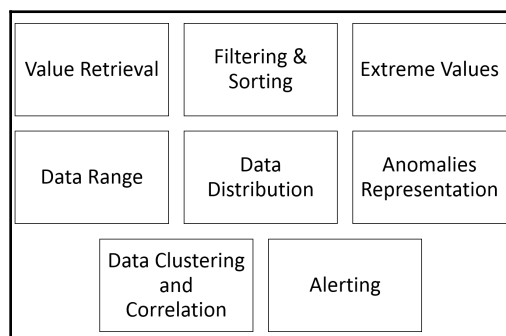 Value Retrieval
Filtering &
Sorting
Extreme Values
Data Range
Data
Distribution
Anomalies
Representation
Data Clustering
and
Correlation
Alerting